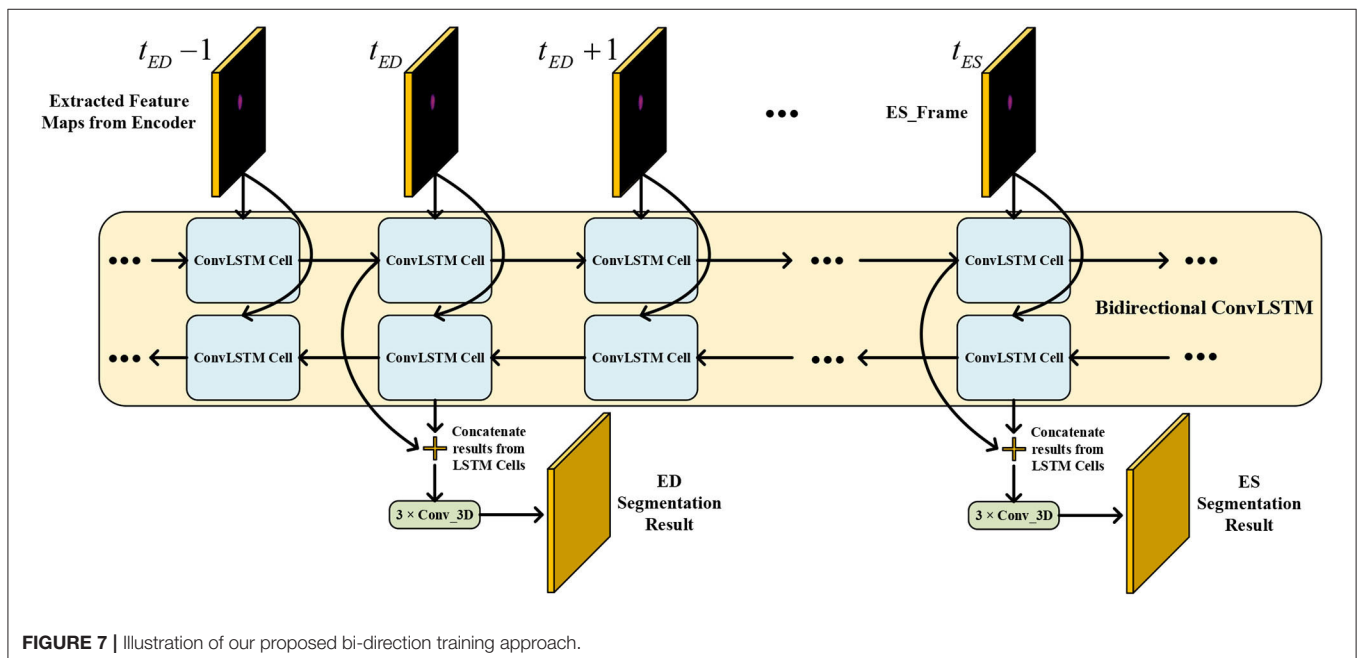 t_ED −1
t_ED
t_ED +1
t_ES
Extracted Feature
Maps from Encoder
•••
ES_Frame
•••
ConvLSTM Cell
ConvLSTM Cell
ConvLSTM Cell
•••
ConvLSTM Cell
•••
Bidirectional ConvLSTM
•••
ConvLSTM Cell
ConvLSTM Cell
ConvLSTM Cell
•••
ConvLSTM Cell
•••
+
Concatenate
results from
LSTM Cells
3 × Conv_3D
ED
Segmentation
Result
+
Concatenate
results from
LSTM Cells
3 × Conv_3D
ES
Segmentation
Result
FIGURE 7 | Illustration of our proposed bi-direction training approach.